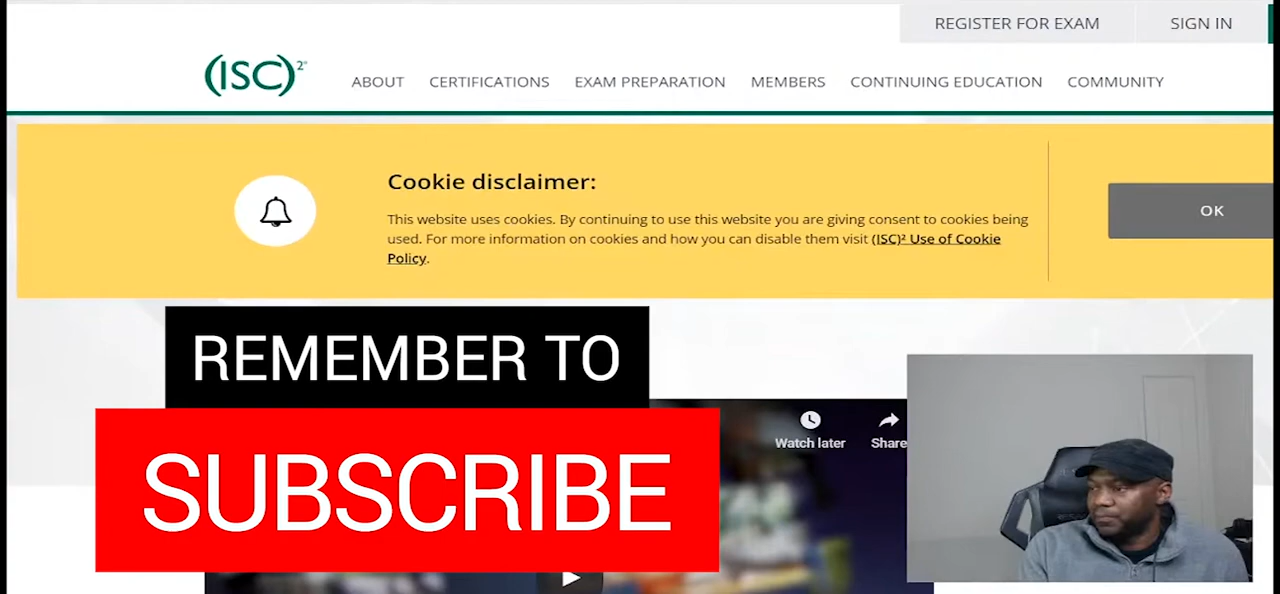 REGISTER FOR EXAM SIGN IN
(ISC)²® ABOUT CERTIFICATIONS EXAM PREPARATION MEMBERS CONTINUING EDUCATION COMMUNITY
Cookie disclaimer:
This website uses cookies. By continuing to use this website you are giving consent to cookies being
used. For more information on cookies and how you can disable them visit (ISC)² Use of Cookie
Policy.
OK
REMEMBER TO
SUBSCRIBE
Watch later Share